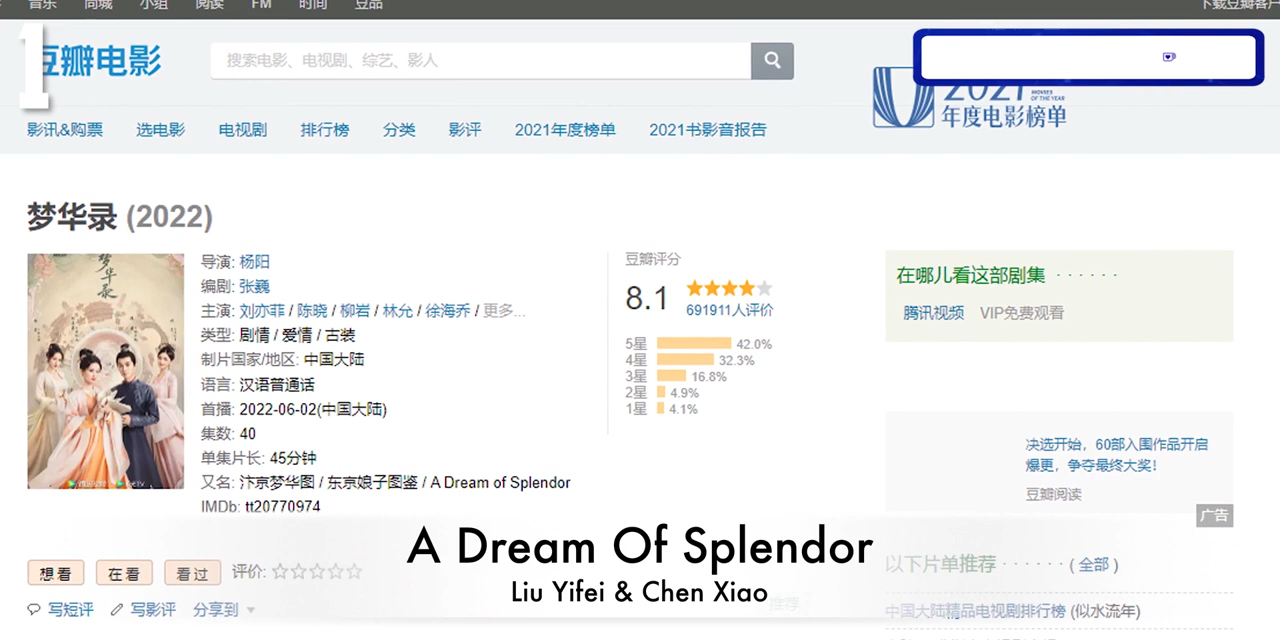 音乐 同城 小组 阅读 FM 时间 豆品 下载豆瓣客户
1
豆瓣电影
搜索电影、电视剧、综艺、影人
2021 MOVIES OF THE YEAR
年度电影榜单
影讯&购票 选电影 电视剧 排行榜 分类 影评 2021年度榜单 2021书影音报告
梦华录 (2022)
梦华录
导演: 杨阳
编剧: 张巍
主演: 刘亦菲 / 陈晓 / 柳岩 / 林允 / 徐海乔 / 更多...
类型: 剧情 / 爱情 / 古装
制片国家/地区: 中国大陆
语言: 汉语普通话
首播: 2022-06-02(中国大陆)
集数: 40
单集片长: 45分钟
又名: 汴京梦华图 / 东京娘子图鉴 / A Dream of Splendor
IMDb: tt20770974
豆瓣评分
8.1
691911人评价
5星 42.0%
4星 32.3%
3星 16.8%
2星 4.9%
1星 4.1%
在哪儿看这部剧集 · · · · · ·
腾讯视频 VIP免费观看
决选开始，60部入围作品开启
爆更，争夺最终大奖！
豆瓣阅读
广告
A Dream Of Splendor
Liu Yifei & Chen Xiao
想看 在看 看过 评价:
写短评 写影评 分享到
推荐
以下片单推荐 · · · · · · ( 全部 )
中国大陆精品电视剧排行榜 (似水流年)